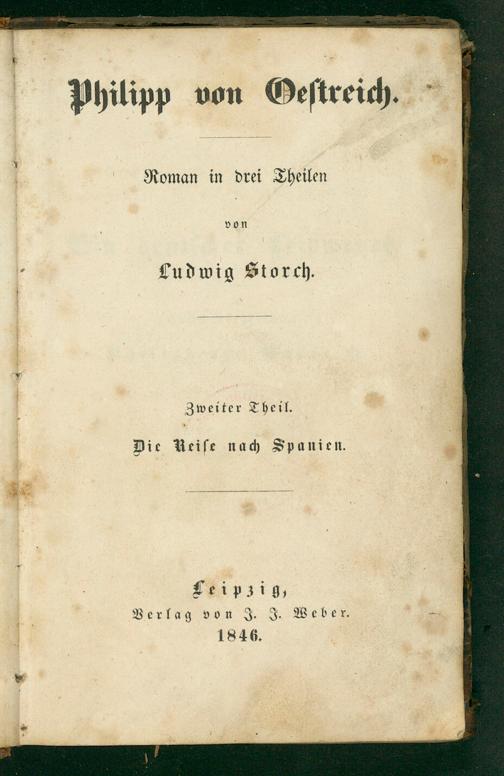 Philipp von Oestreich.
Roman in drei Theilen
von
Ludwig Storch.
Zweiter Theil.
Die Reise nach Spanien.
Leipzig,
Verlag von J. J. Weber.
1846.